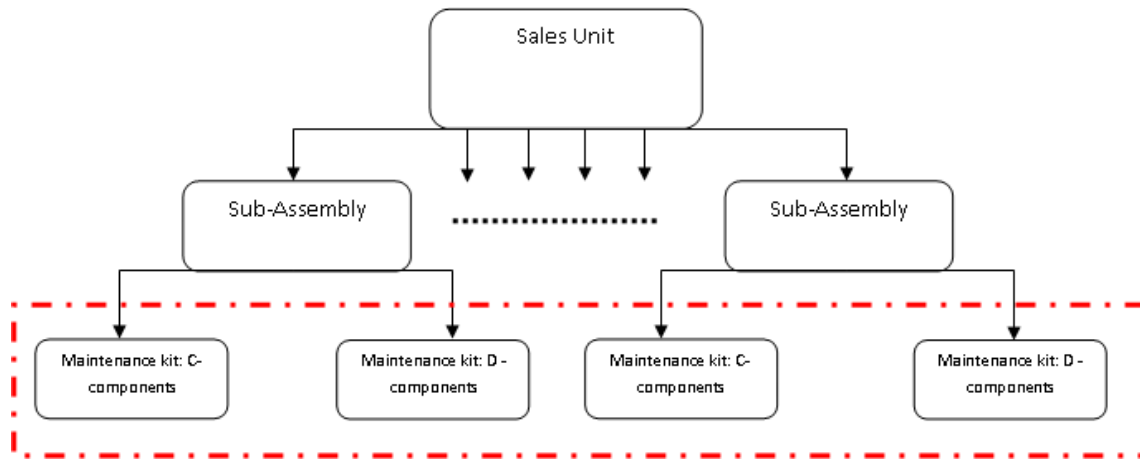 Sales Unit
Sub-Assembly
Sub-Assembly
Maintenance kit: C-
components
Maintenance kit: D -
components
Maintenance kit: C-
components
Maintenance kit: D -
components